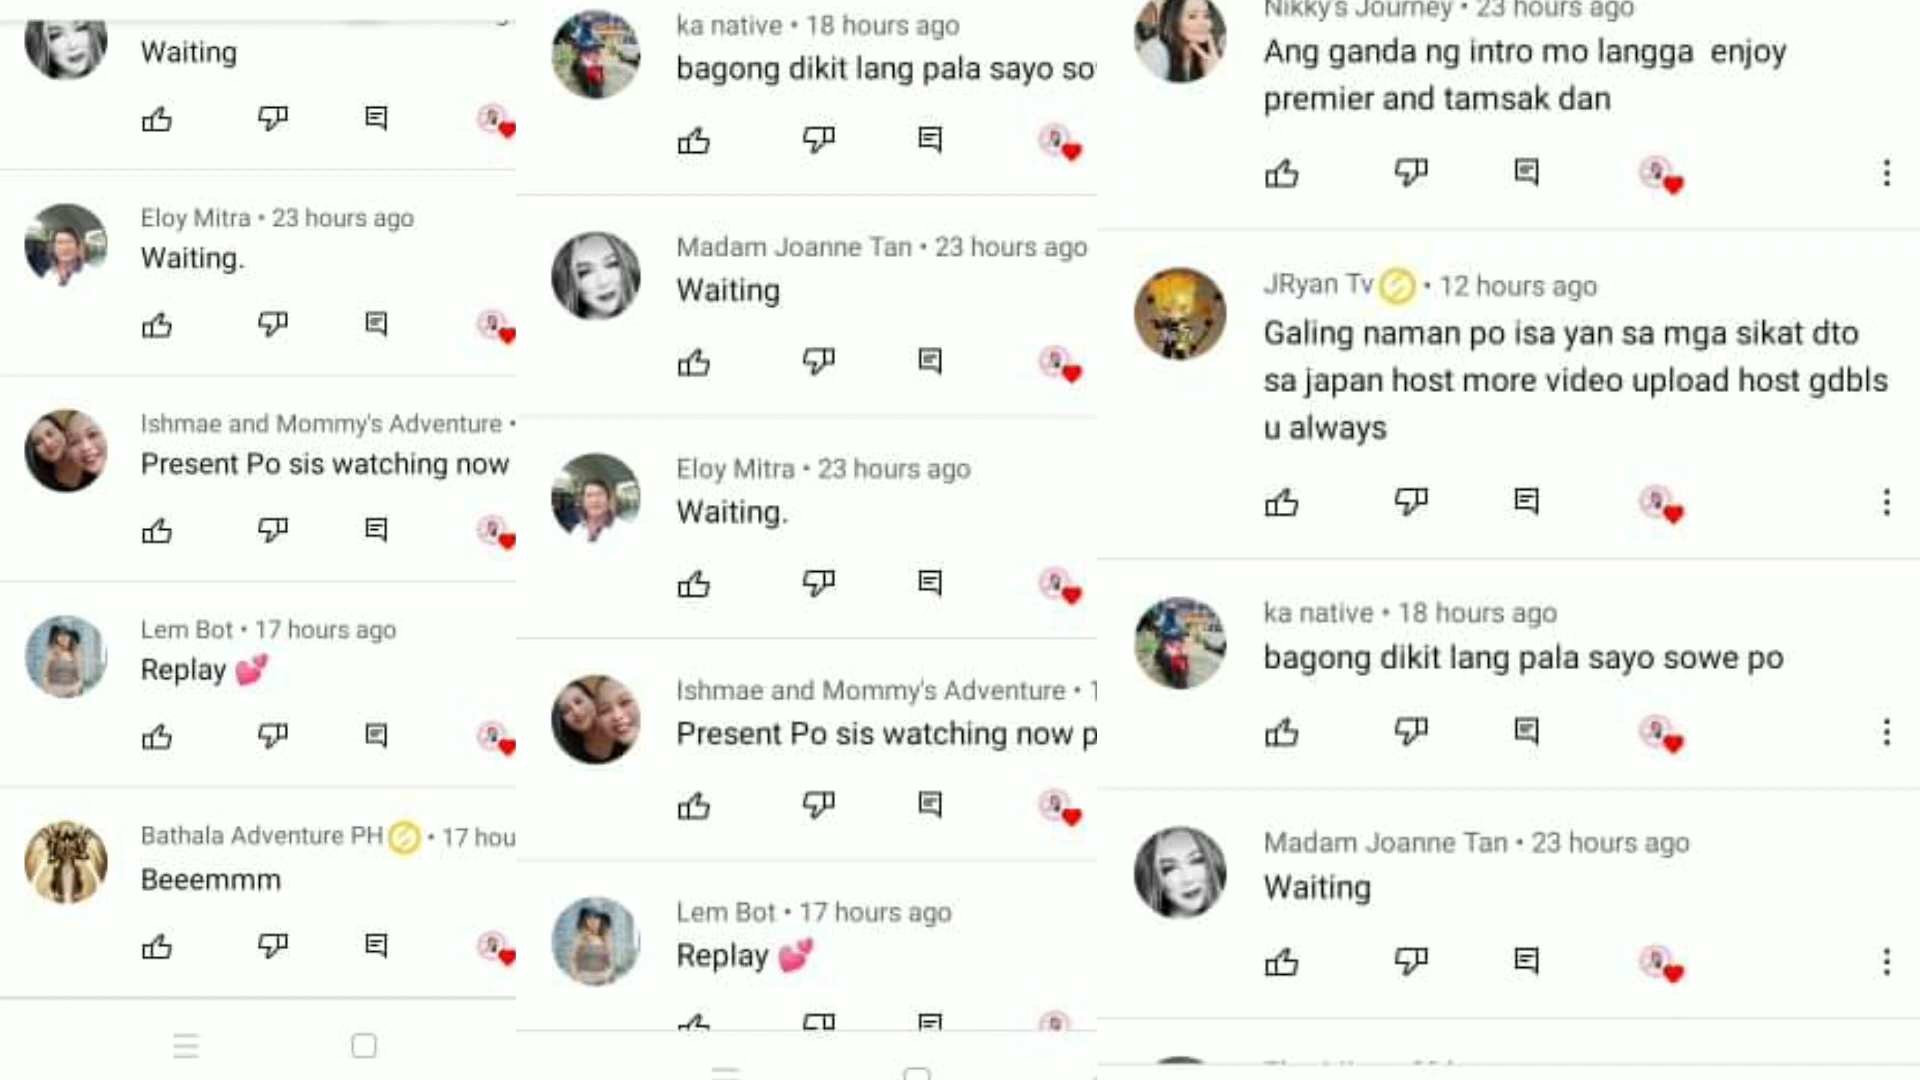 Waiting
Eloy Mitra • 23 hours ago
Waiting.
Ishmae and Mommy's Adventure •
Present Po sis watching now
Lem Bot • 17 hours ago
Replay 💕
Bathala Adventure PH • 17 hou
Beeemmm
ka native • 18 hours ago
bagong dikit lang pala sayo so
Madam Joanne Tan • 23 hours ago
Waiting
Eloy Mitra • 23 hours ago
Waiting.
Ishmae and Mommy's Adventure • 1
Present Po sis watching now p
Lem Bot • 17 hours ago
Replay 💕
Nikky's Journey • 23 hours ago
Ang ganda ng intro mo langga enjoy
premier and tamsak dan
JRyan Tv • 12 hours ago
Galing naman po isa yan sa mga sikat dto
sa japan host more video upload host gdbls
u always
ka native • 18 hours ago
bagong dikit lang pala sayo sowe po
Madam Joanne Tan • 23 hours ago
Waiting